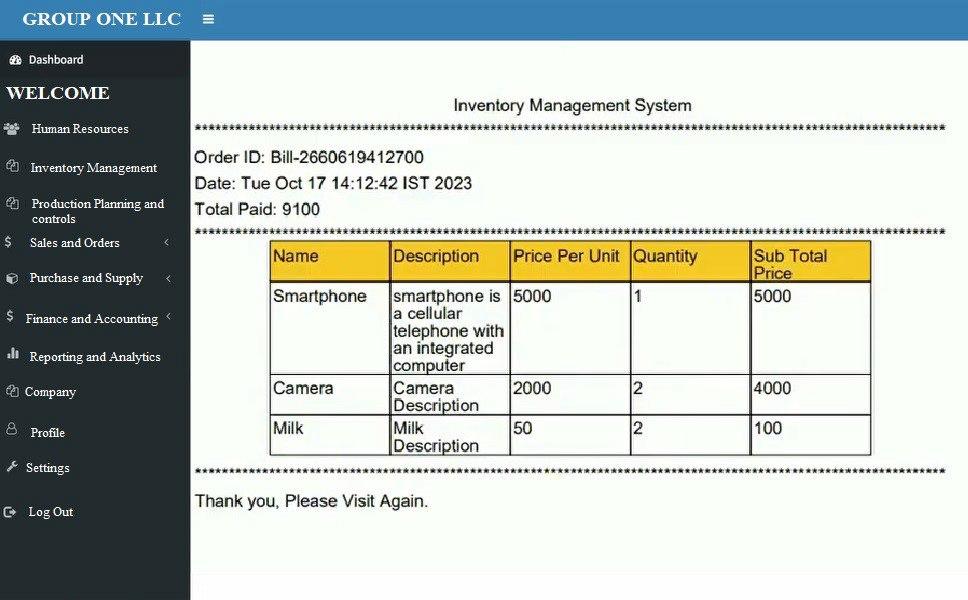 GROUP ONE LLC
Dashboard
WELCOME
Human Resources
Inventory Management
Production Planning and
controls
Sales and Orders
Purchase and Supply
Finance and Accounting
Reporting and Analytics
Company
Profile
Settings
Log Out
Inventory Management System
Order ID: Bill-2660619412700
Date: Tue Oct 17 14:12:42 IST 2023
Total Paid: 9100
Name Description Price Per Unit Quantity Sub Total
Price
Smartphone smartphone is 5000 1 5000
a cellular
telephone with
an integrated
computer
Camera Camera 2000 2 4000
Description
Milk Milk 50 2 100
Description
Thank you, Please Visit Again.